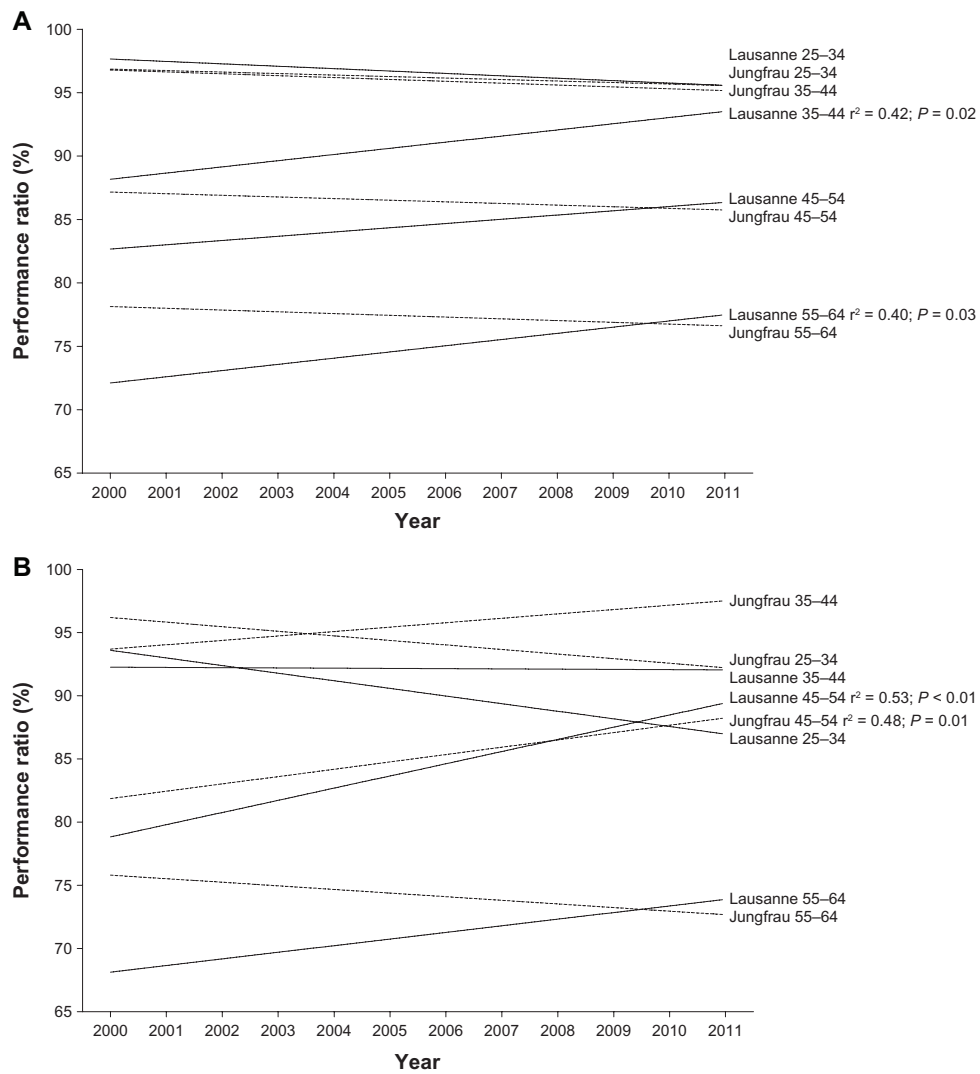 A
100
95
90
85
80
75
70
65
Performance ratio (%)
Lausanne 25–34
Jungfrau 25–34
Jungfrau 35–44
Lausanne 35–44 r² = 0.42; P = 0.02
Lausanne 45–54
Jungfrau 45–54
Lausanne 55–64 r² = 0.40; P = 0.03
Jungfrau 55–64
2000 2001 2002 2003 2004 2005 2006 2007 2008 2009 2010 2011
Year
B
100
95
90
85
80
75
70
65
Performance ratio (%)
Jungfrau 35–44
Jungfrau 25–34
Lausanne 35–44
Lausanne 45–54 r² = 0.53; P < 0.01
Jungfrau 45–54 r² = 0.48; P = 0.01
Lausanne 25–34
Lausanne 55–64
Jungfrau 55–64
2000 2001 2002 2003 2004 2005 2006 2007 2008 2009 2010 2011
Year